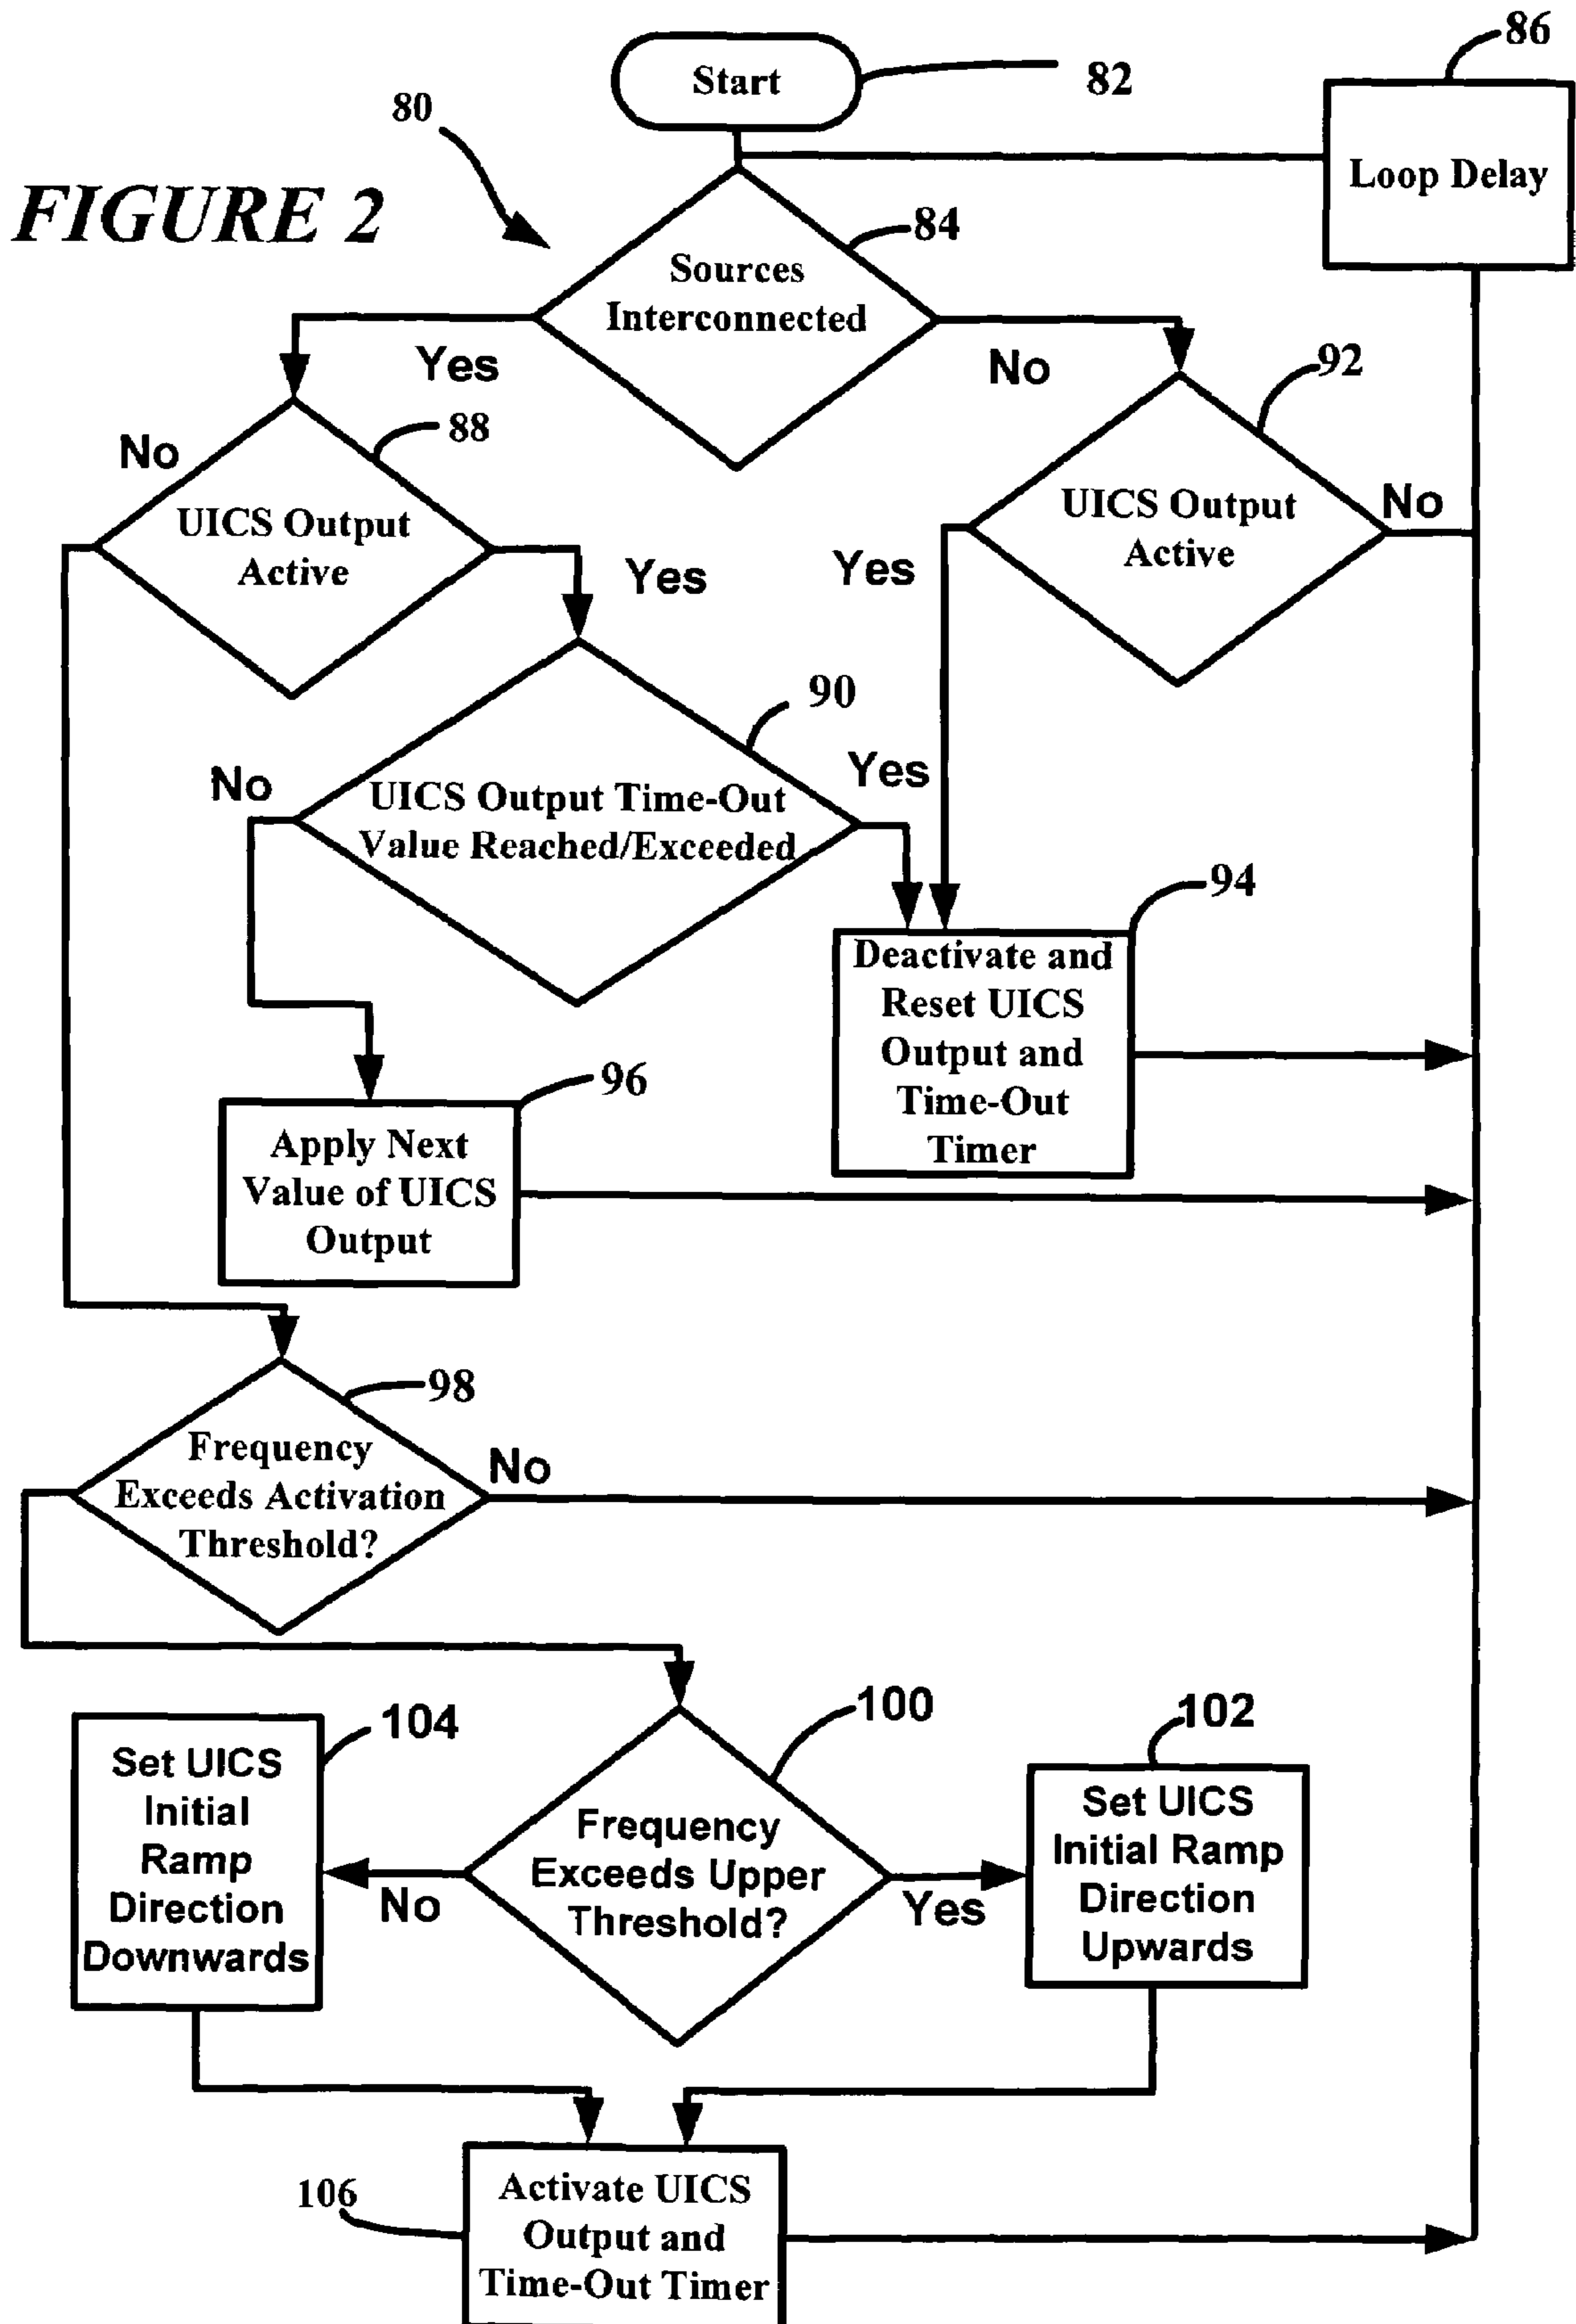 86
Start
82
80
Loop Delay
FIGURE 2
84
Sources
Interconnected
Yes
No
92
88
No
UICS Output
Active
UICS Output
Active
No
Yes
Yes
90
No
Yes
UICS Output Time-Out
Value Reached/Exceeded
94
Deactivate and
Reset UICS
Output and
Time-Out
Timer
96
Apply Next
Value of UICS
Output
98
Frequency
Exceeds Activation
Threshold?
No
104
100
102
Set UICS
Initial
Ramp
Direction
Downwards
Frequency
Exceeds Upper
Threshold?
No
Yes
Set UICS
Initial Ramp
Direction
Upwards
106
Activate UICS
Output and
Time-Out Timer